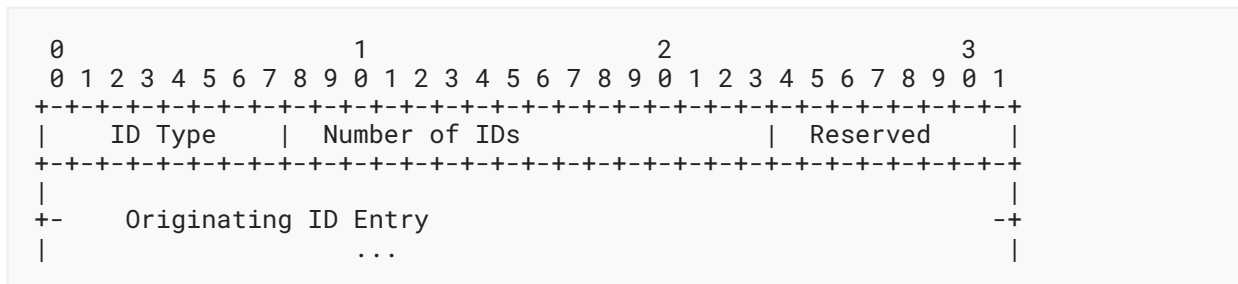 0                   1                   2                   3
 0 1 2 3 4 5 6 7 8 9 0 1 2 3 4 5 6 7 8 9 0 1 2 3 4 5 6 7 8 9 0 1
+-+-+-+-+-+-+-+-+-+-+-+-+-+-+-+-+-+-+-+-+-+-+-+-+-+-+-+-+-+-+-+-+
|    ID Type    |  Number of IDs                |  Reserved     |
+-+-+-+-+-+-+-+-+-+-+-+-+-+-+-+-+-+-+-+-+-+-+-+-+-+-+-+-+-+-+-+-+
|                                                               |
+-    Originating ID Entry                                     -+
|                    ...                                        |